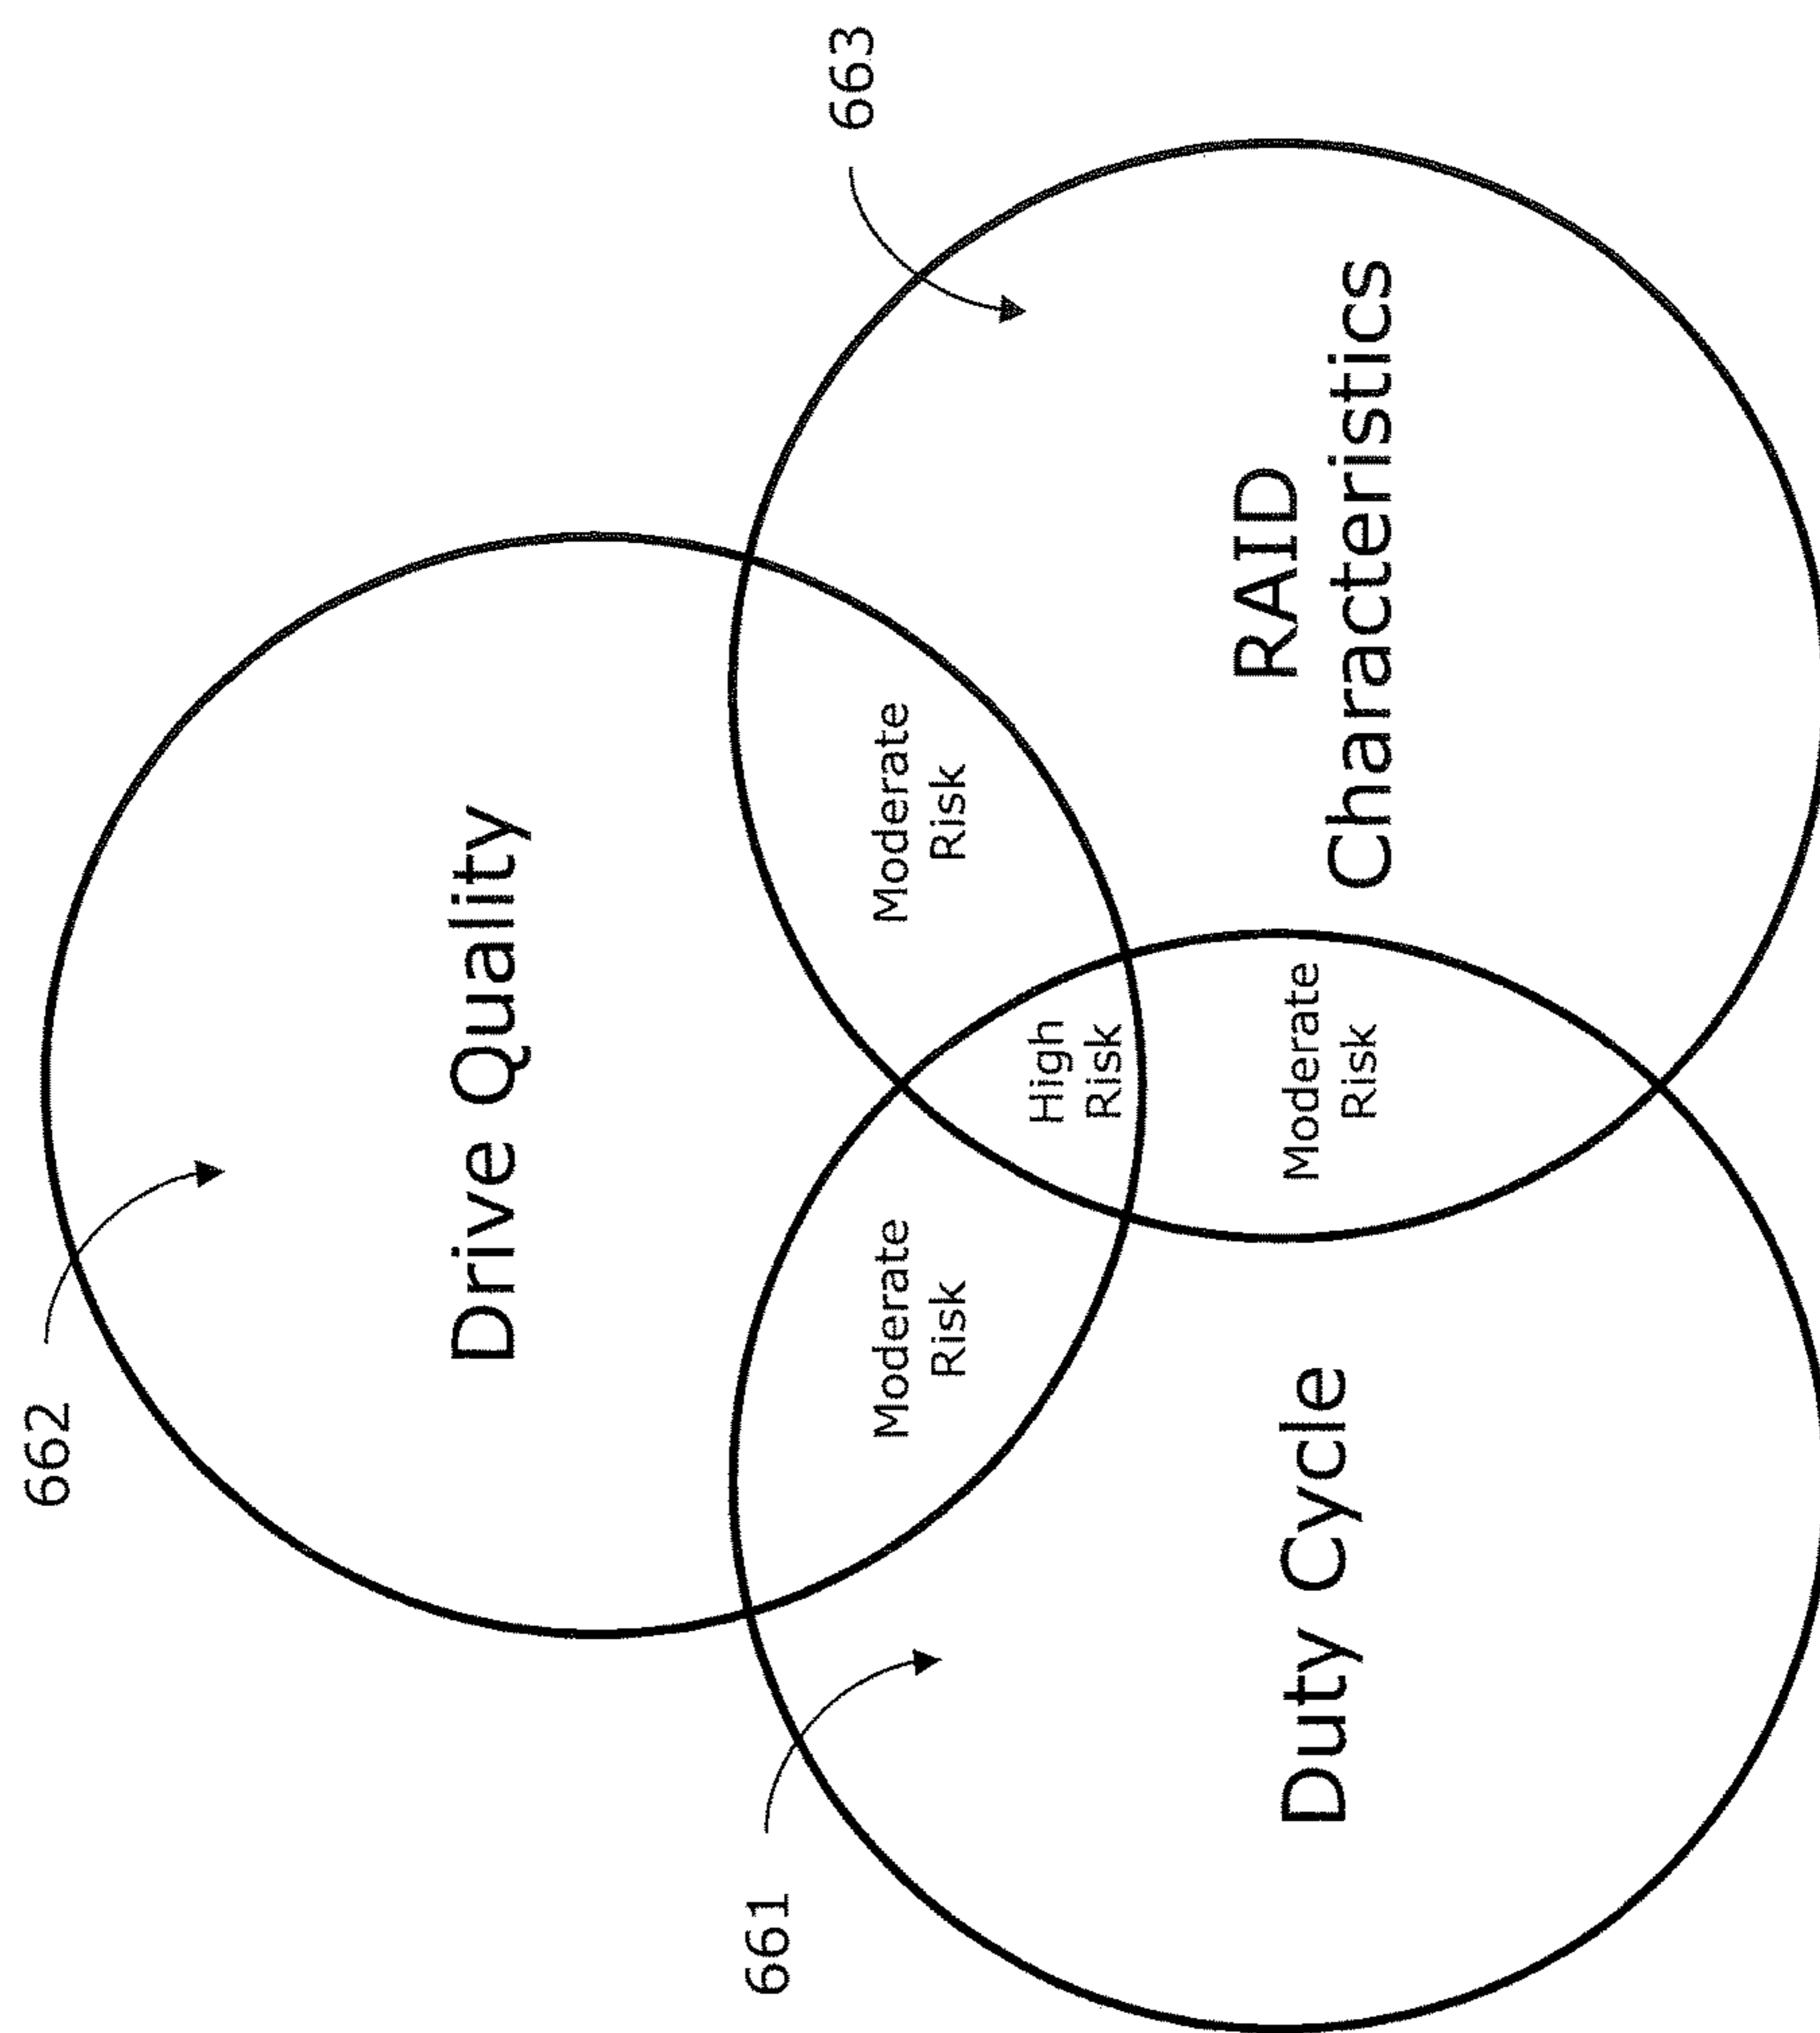 662
Drive Quality
663
661
Moderate
Risk
Moderate
Risk
High
Risk
Duty Cycle
Moderate
Risk
RAID
Characteristics